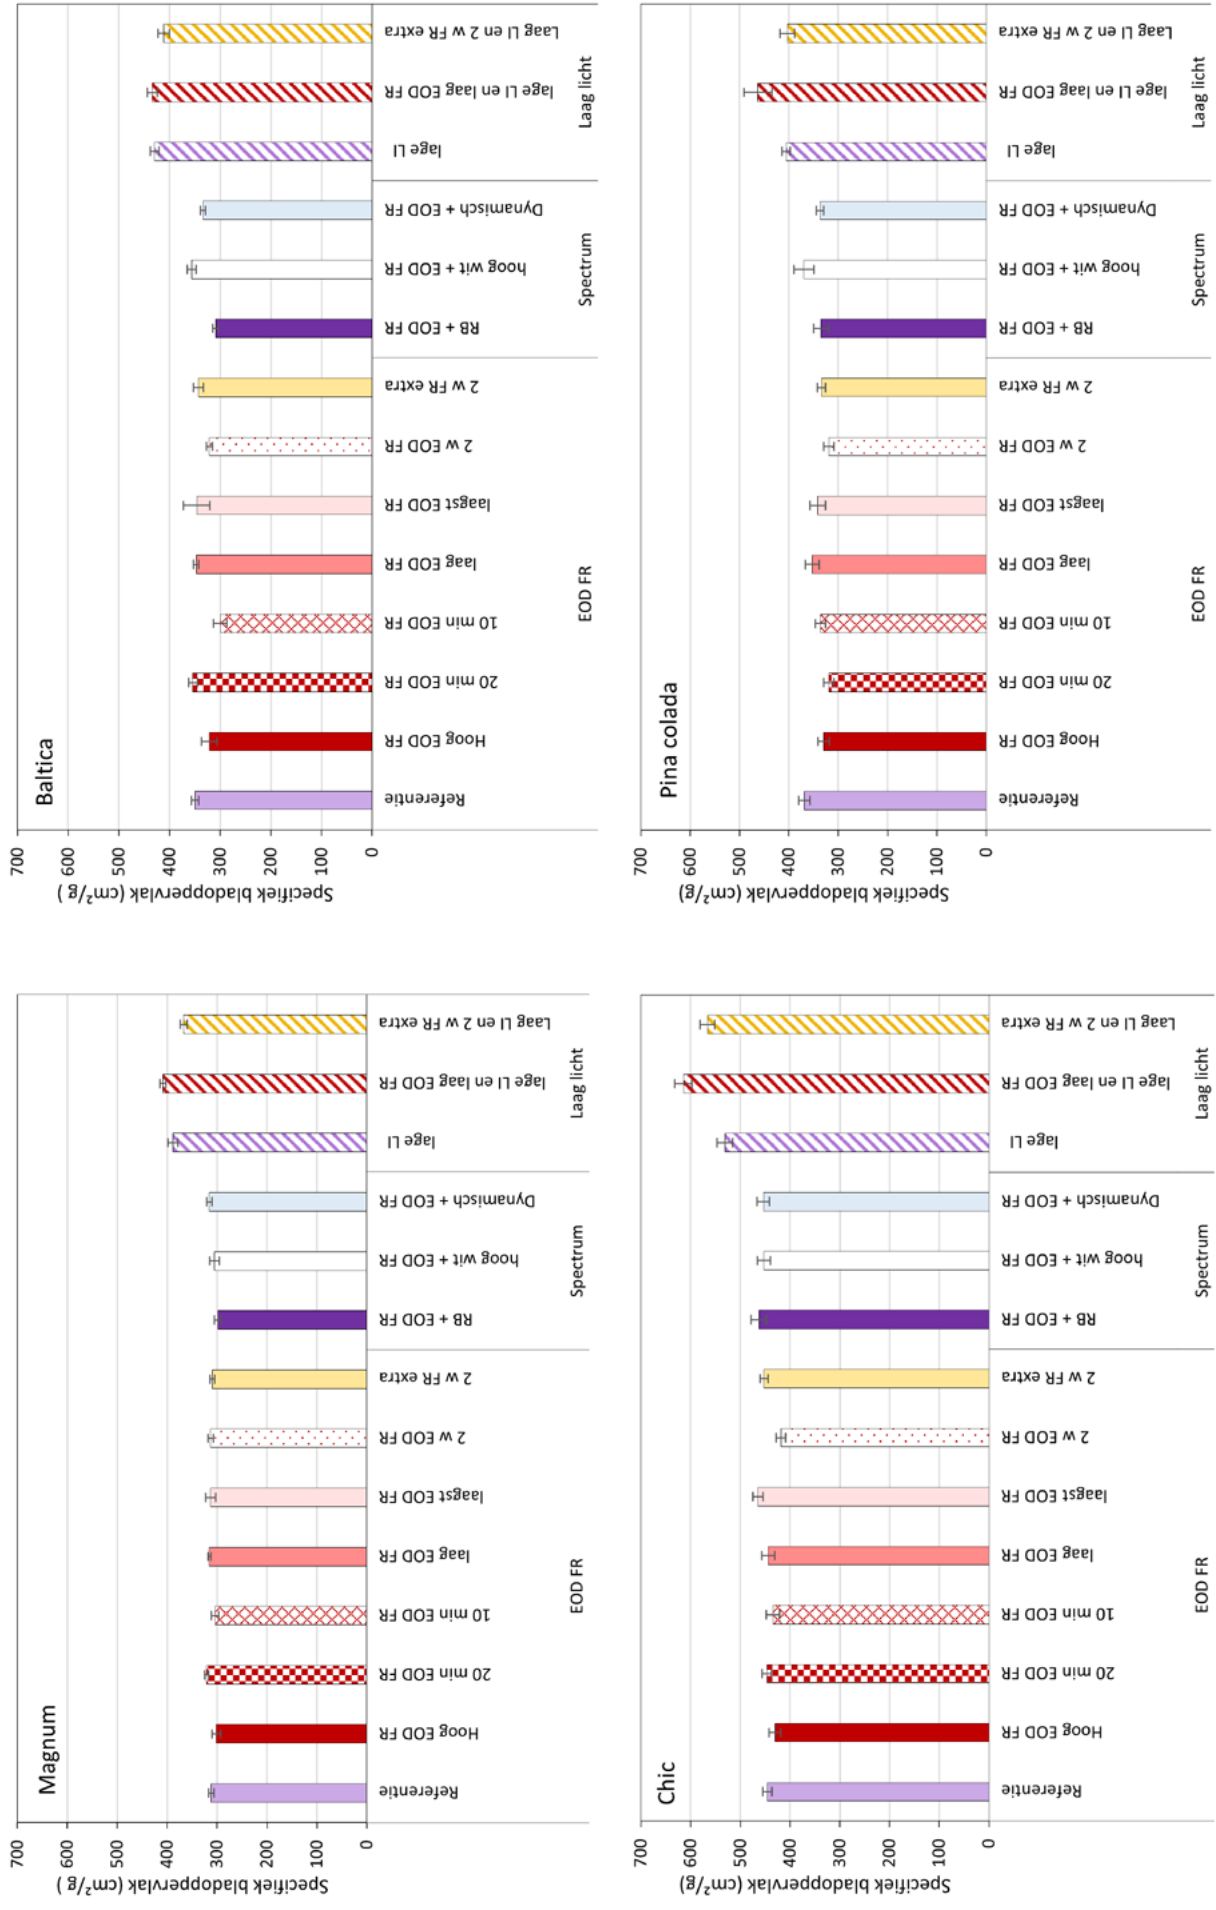 Magnum
Specifiek bladoppervlak (cm²/g )
700
600
500
400
300
200
100
0
Referentie
Hoog EOD FR
20 min EOD FR
10 min EOD FR
laag EOD FR
laagst EOD FR
2 w EOD FR
2 w FR extra
RB + EOD FR
hoog wit + EOD FR
Dynamisch + EOD FR
lage LI
lage LI en laag EOD FR
Laag LI en 2 w FR extra
EOD FR
Spectrum
Laag licht
Baltica
Specifiek bladoppervlak (cm²/g )
700
600
500
400
300
200
100
0
Referentie
Hoog EOD FR
20 min EOD FR
10 min EOD FR
laag EOD FR
laagst EOD FR
2 w EOD FR
2 w FR extra
RB + EOD FR
hoog wit + EOD FR
Dynamisch + EOD FR
lage LI
lage LI en laag EOD FR
Laag LI en 2 w FR extra
EOD FR
Spectrum
Laag licht
Chic
Specifiek bladoppervlak (cm²/g)
700
600
500
400
300
200
100
0
Referentie
Hoog EOD FR
20 min EOD FR
10 min EOD FR
laag EOD FR
laagst EOD FR
2 w EOD FR
2 w FR extra
RB + EOD FR
hoog wit + EOD FR
Dynamisch + EOD FR
lage LI
lage LI en laag EOD FR
Laag LI en 2 w FR extra
EOD FR
Spectrum
Laag licht
Pina colada
Specifiek bladoppervlak (cm²/g)
700
600
500
400
300
200
100
0
Referentie
Hoog EOD FR
20 min EOD FR
10 min EOD FR
laag EOD FR
laagst EOD FR
2 w EOD FR
2 w FR extra
RB + EOD FR
hoog wit + EOD FR
Dynamisch + EOD FR
lage LI
lage LI en laag EOD FR
Laag LI en 2 w FR extra
EOD FR
Spectrum
Laag licht